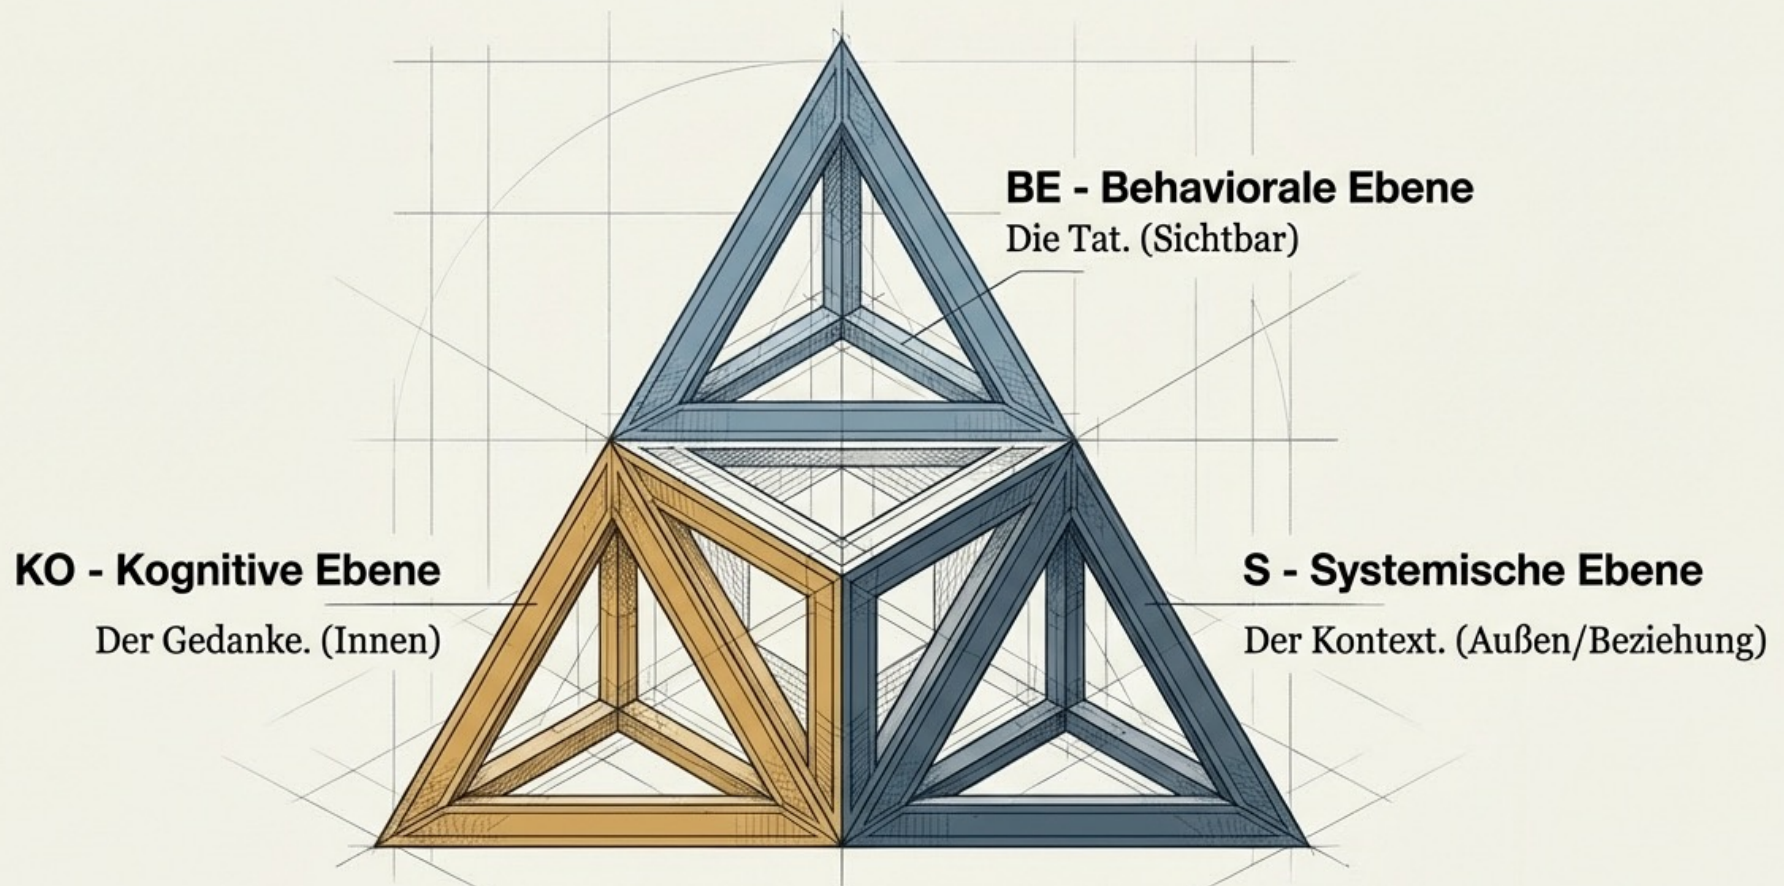 BE - Behaviorale Ebene
Die Tat. (Sichtbar)
KO - Kognitive Ebene
Der Gedanke. (Innen)
S - Systemische Ebene
Der Kontext. (Außen/Beziehung)